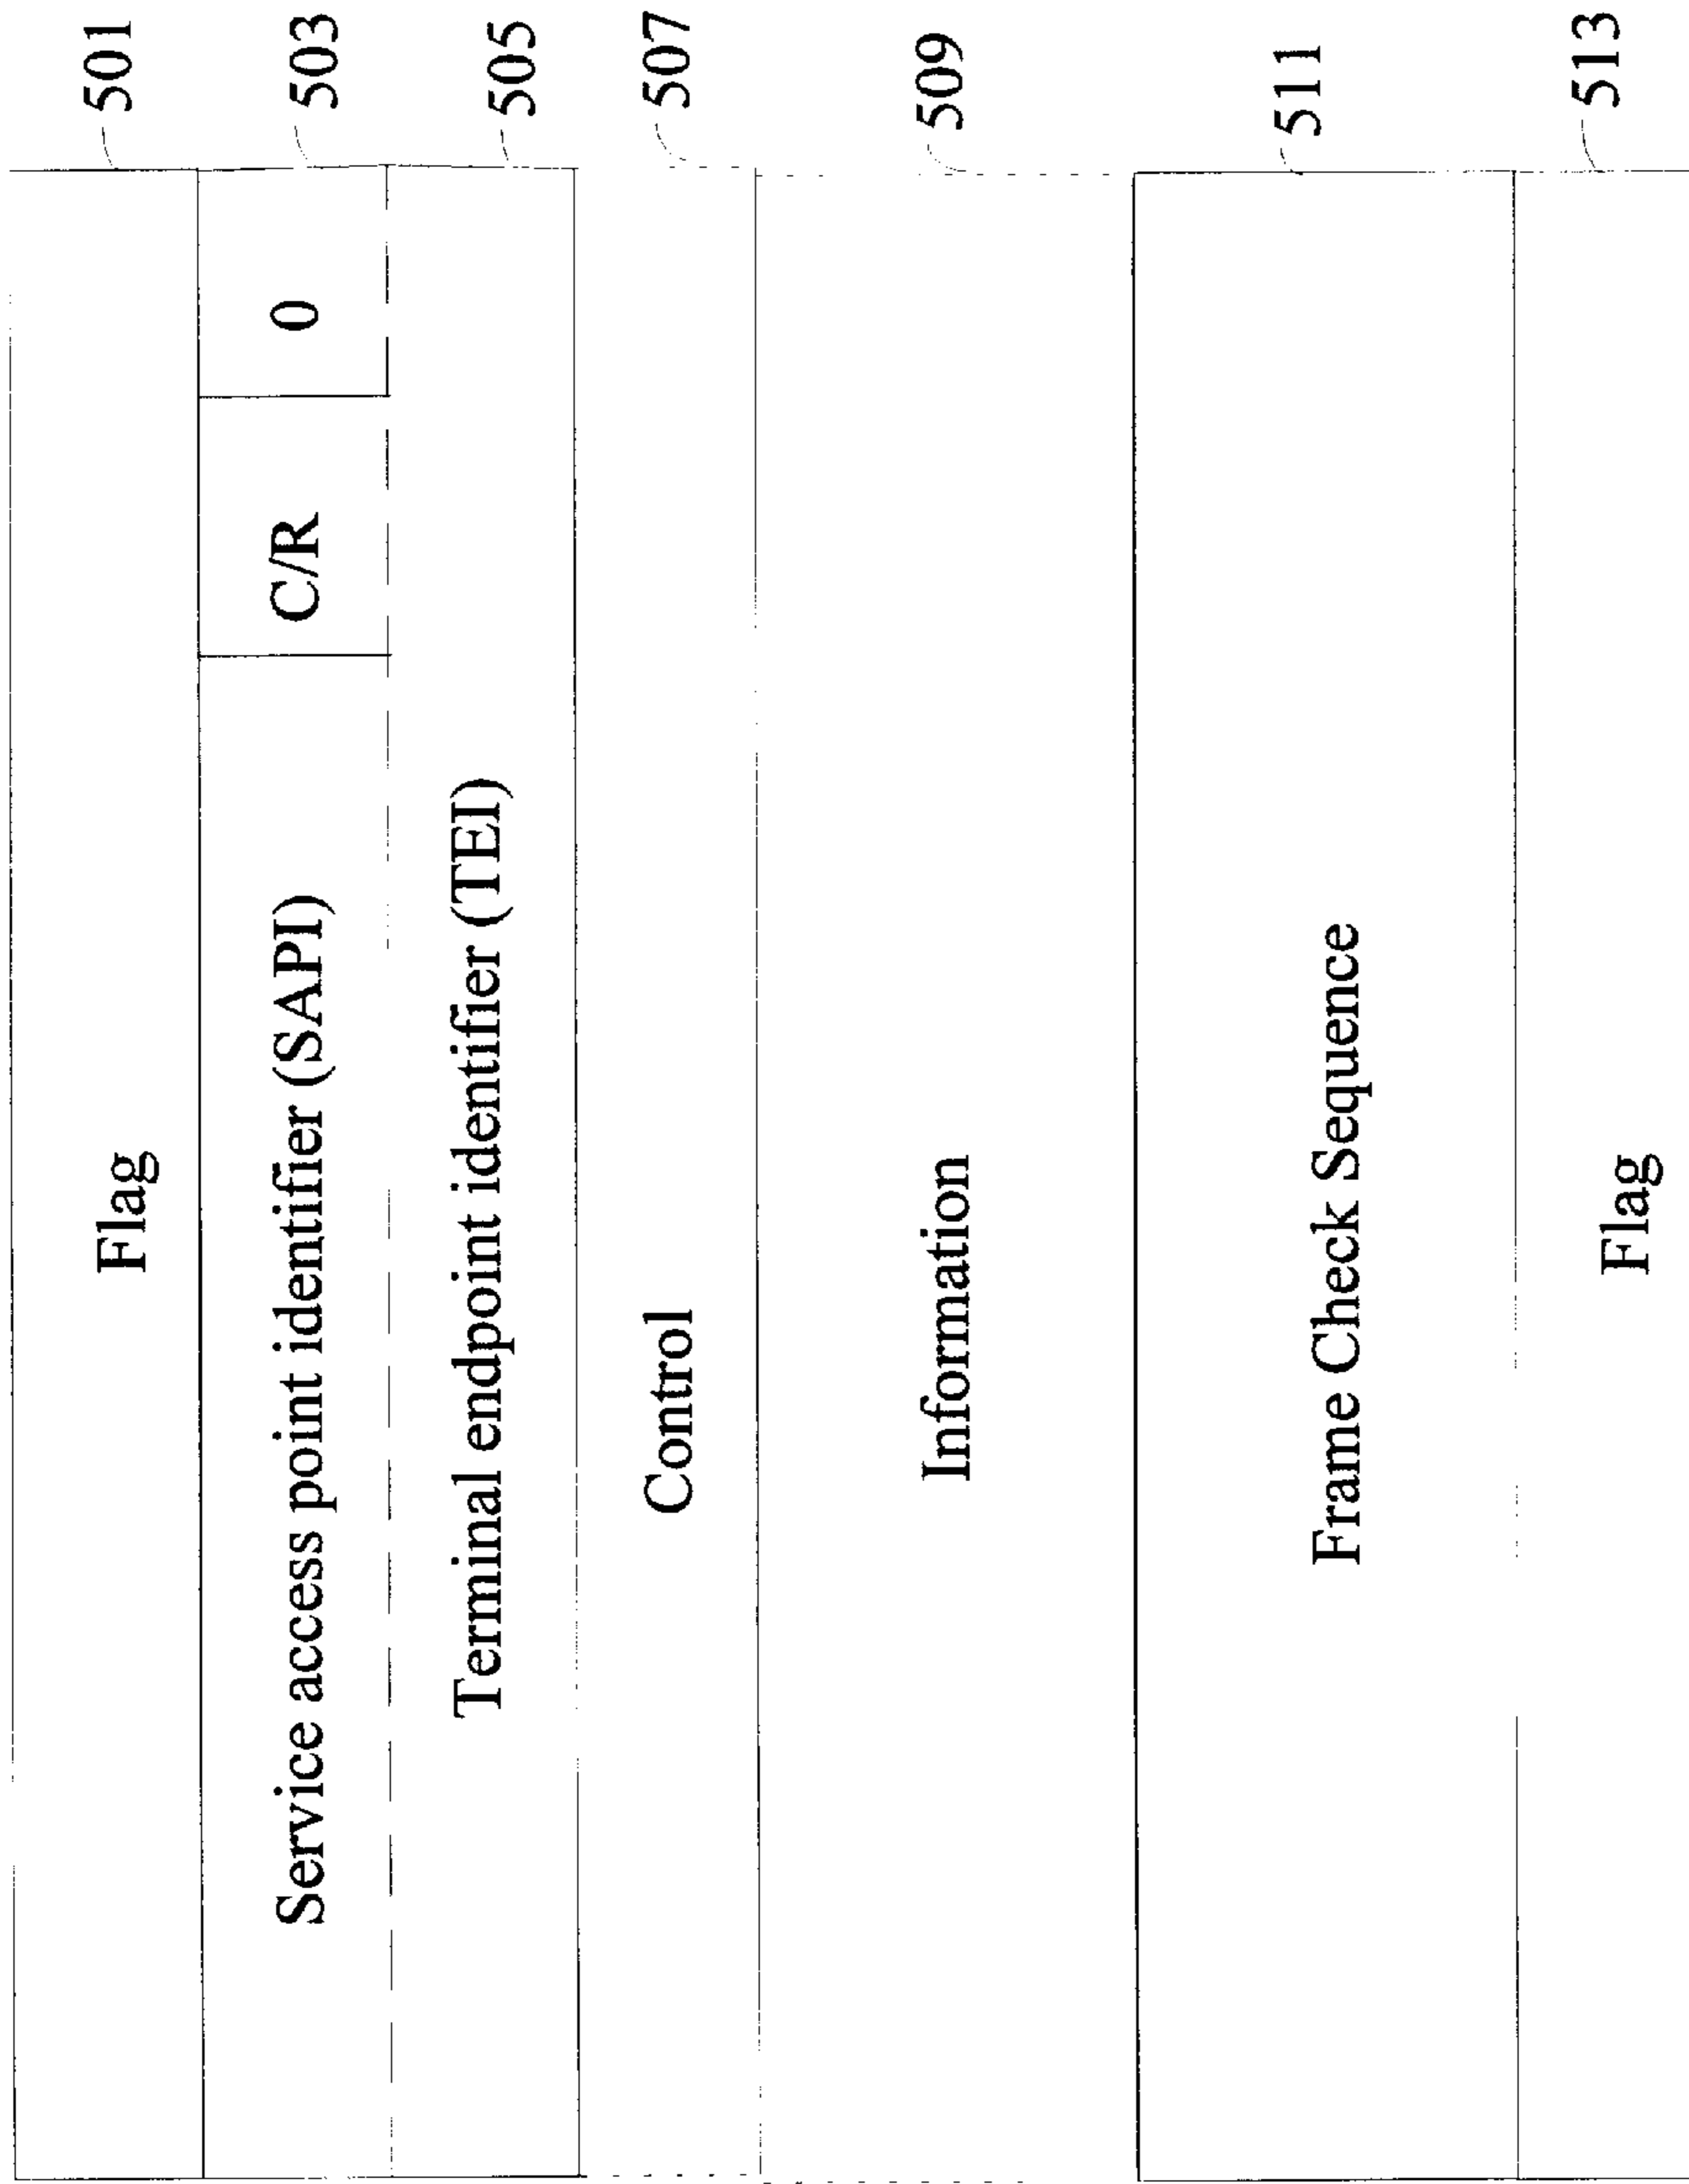 Flag 501
Service access point identifier (SAPI) C/R 0 503
Terminal endpoint identifier (TEI) 505
Control 507
Information 509
Frame Check Sequence 511
Flag 513